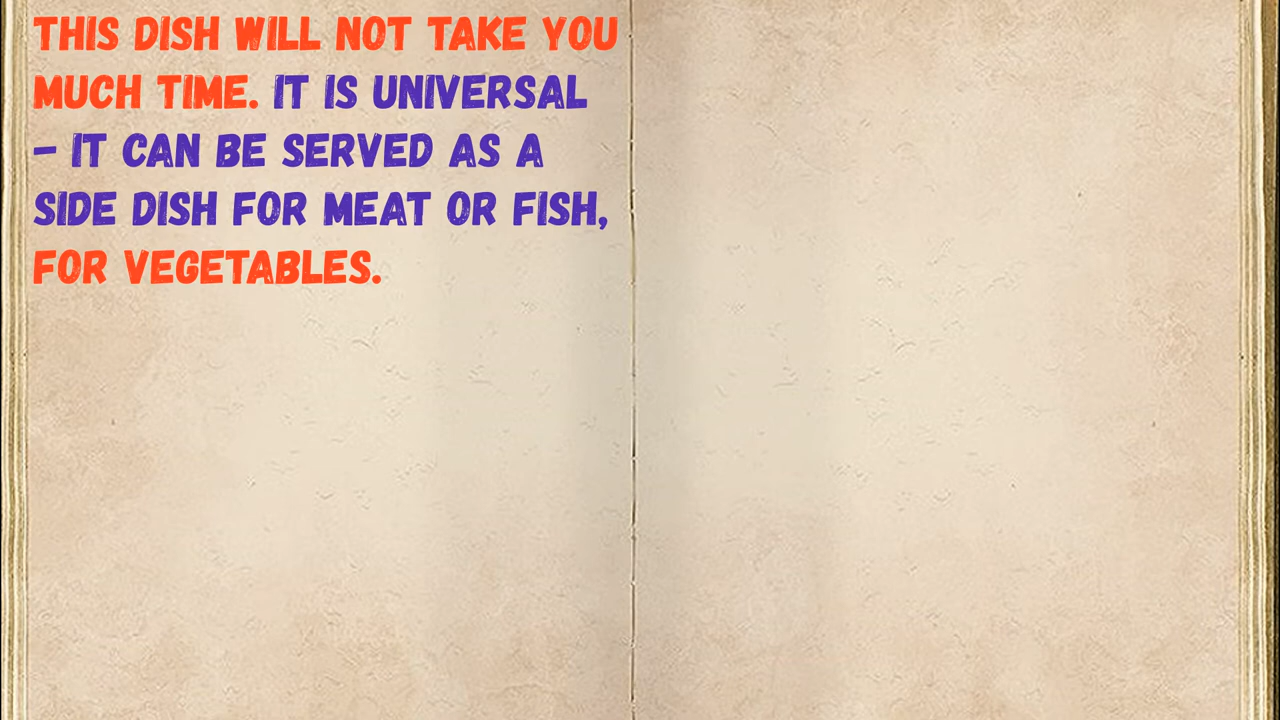 THIS DISH WILL NOT TAKE YOU
MUCH TIME. IT IS UNIVERSAL
– IT CAN BE SERVED AS A
SIDE DISH FOR MEAT OR FISH,
FOR VEGETABLES.